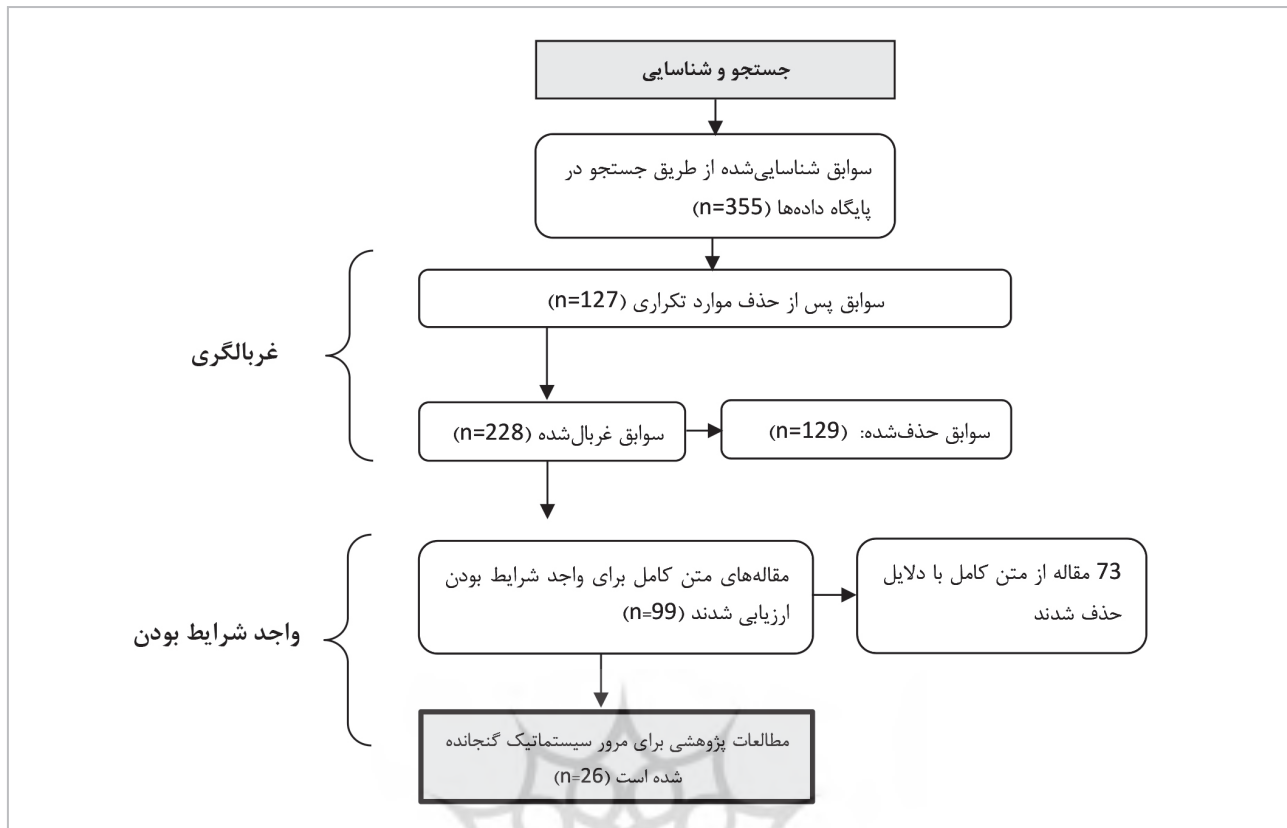 جستجو و شناسایی
سوابق شناسایی‌شده از طریق جستجو در
پایگاه داده‌ها (n=355)
سوابق پس از حذف موارد تکراری (n=127)
غربالگری
سوابق غربال‌شده (n=228)
سوابق حذف‌شده: (n=129)
مقاله‌های متن کامل برای واجد شرایط بودن
ارزیابی شدند (n=99)
73 مقاله از متن کامل با دلایل
حذف شدند
واجد شرایط بودن
مطالعات پژوهشی برای مرور سیستماتیک گنجانده
شده است (n=26)